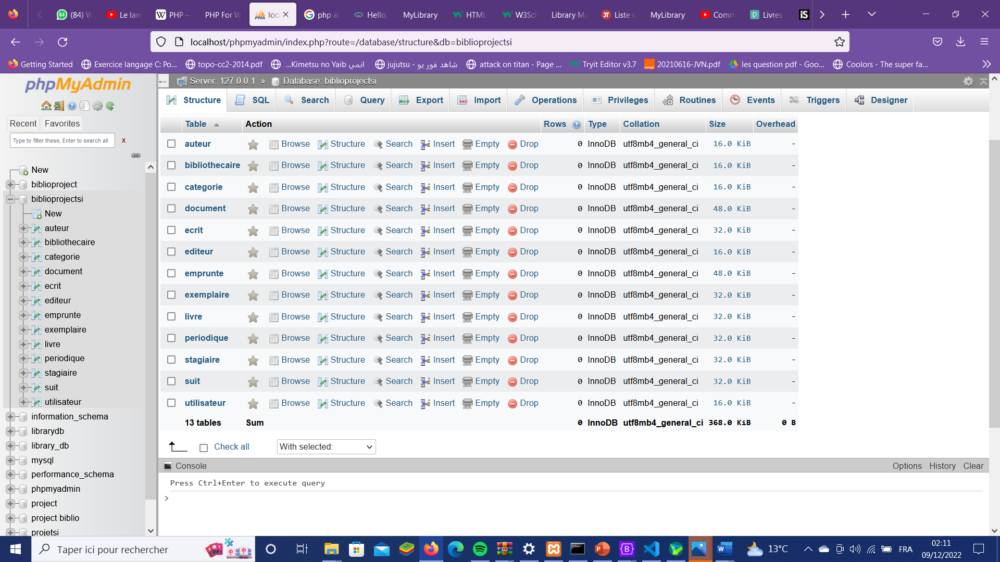 (84) W
Le lan
PHP —
PHP For W
loca
php ar
Hello,
MyLibrary
HTML
W3Sch
Library Ma
Liste c
MyLibrary
Comm
Livres
localhost/phpmyadmin/index.php?route=/database/structure&db=biblioprojectsi
Getting Started
Exercice langage C: Po...
topo-cc2-2014.pdf
...Kimetsu no Yaib انمي
jujutsu - شاهد فور يو
attack on titan - Page ...
Tryit Editor v3.7
20210616-JVN.pdf
les question pdf - Goo...
Coolors - The super fa...
phpMyAdmin
Recent
Favorites
Type to filter these, Enter to search all
X
New
biblioproject
biblioprojectsi
New
auteur
bibliothecaire
categorie
document
ecrit
editeur
emprunte
exemplaire
livre
periodique
stagiaire
suit
utilisateur
information_schema
librarydb
library_db
mysql
performance_schema
phpmyadmin
project
project biblio
projetsi
Server: 127.0.0.1 » Database: biblioprojectsi
Structure SQL Search Query Export Import Operations Privileges Routines Events Triggers Designer
Table Action Rows Type Collation Size Overhead
auteur Browse Structure Search Insert Empty Drop 0 InnoDB utf8mb4_general_ci 16.0 KiB -
bibliothecaire Browse Structure Search Insert Empty Drop 0 InnoDB utf8mb4_general_ci 16.0 KiB -
categorie Browse Structure Search Insert Empty Drop 0 InnoDB utf8mb4_general_ci 16.0 KiB -
document Browse Structure Search Insert Empty Drop 0 InnoDB utf8mb4_general_ci 48.0 KiB -
ecrit Browse Structure Search Insert Empty Drop 0 InnoDB utf8mb4_general_ci 32.0 KiB -
editeur Browse Structure Search Insert Empty Drop 0 InnoDB utf8mb4_general_ci 16.0 KiB -
emprunte Browse Structure Search Insert Empty Drop 0 InnoDB utf8mb4_general_ci 48.0 KiB -
exemplaire Browse Structure Search Insert Empty Drop 0 InnoDB utf8mb4_general_ci 32.0 KiB -
livre Browse Structure Search Insert Empty Drop 0 InnoDB utf8mb4_general_ci 32.0 KiB -
periodique Browse Structure Search Insert Empty Drop 0 InnoDB utf8mb4_general_ci 32.0 KiB -
stagiaire Browse Structure Search Insert Empty Drop 0 InnoDB utf8mb4_general_ci 32.0 KiB -
suit Browse Structure Search Insert Empty Drop 0 InnoDB utf8mb4_general_ci 32.0 KiB -
utilisateur Browse Structure Search Insert Empty Drop 0 InnoDB utf8mb4_general_ci 16.0 KiB -
13 tables Sum 0 InnoDB utf8mb4_general_ci 368.0 KiB 0 B
Check all With selected:
Console Options History Clear
Press Ctrl+Enter to execute query
>
Taper ici pour rechercher
13°C
FRA
02:11
09/12/2022